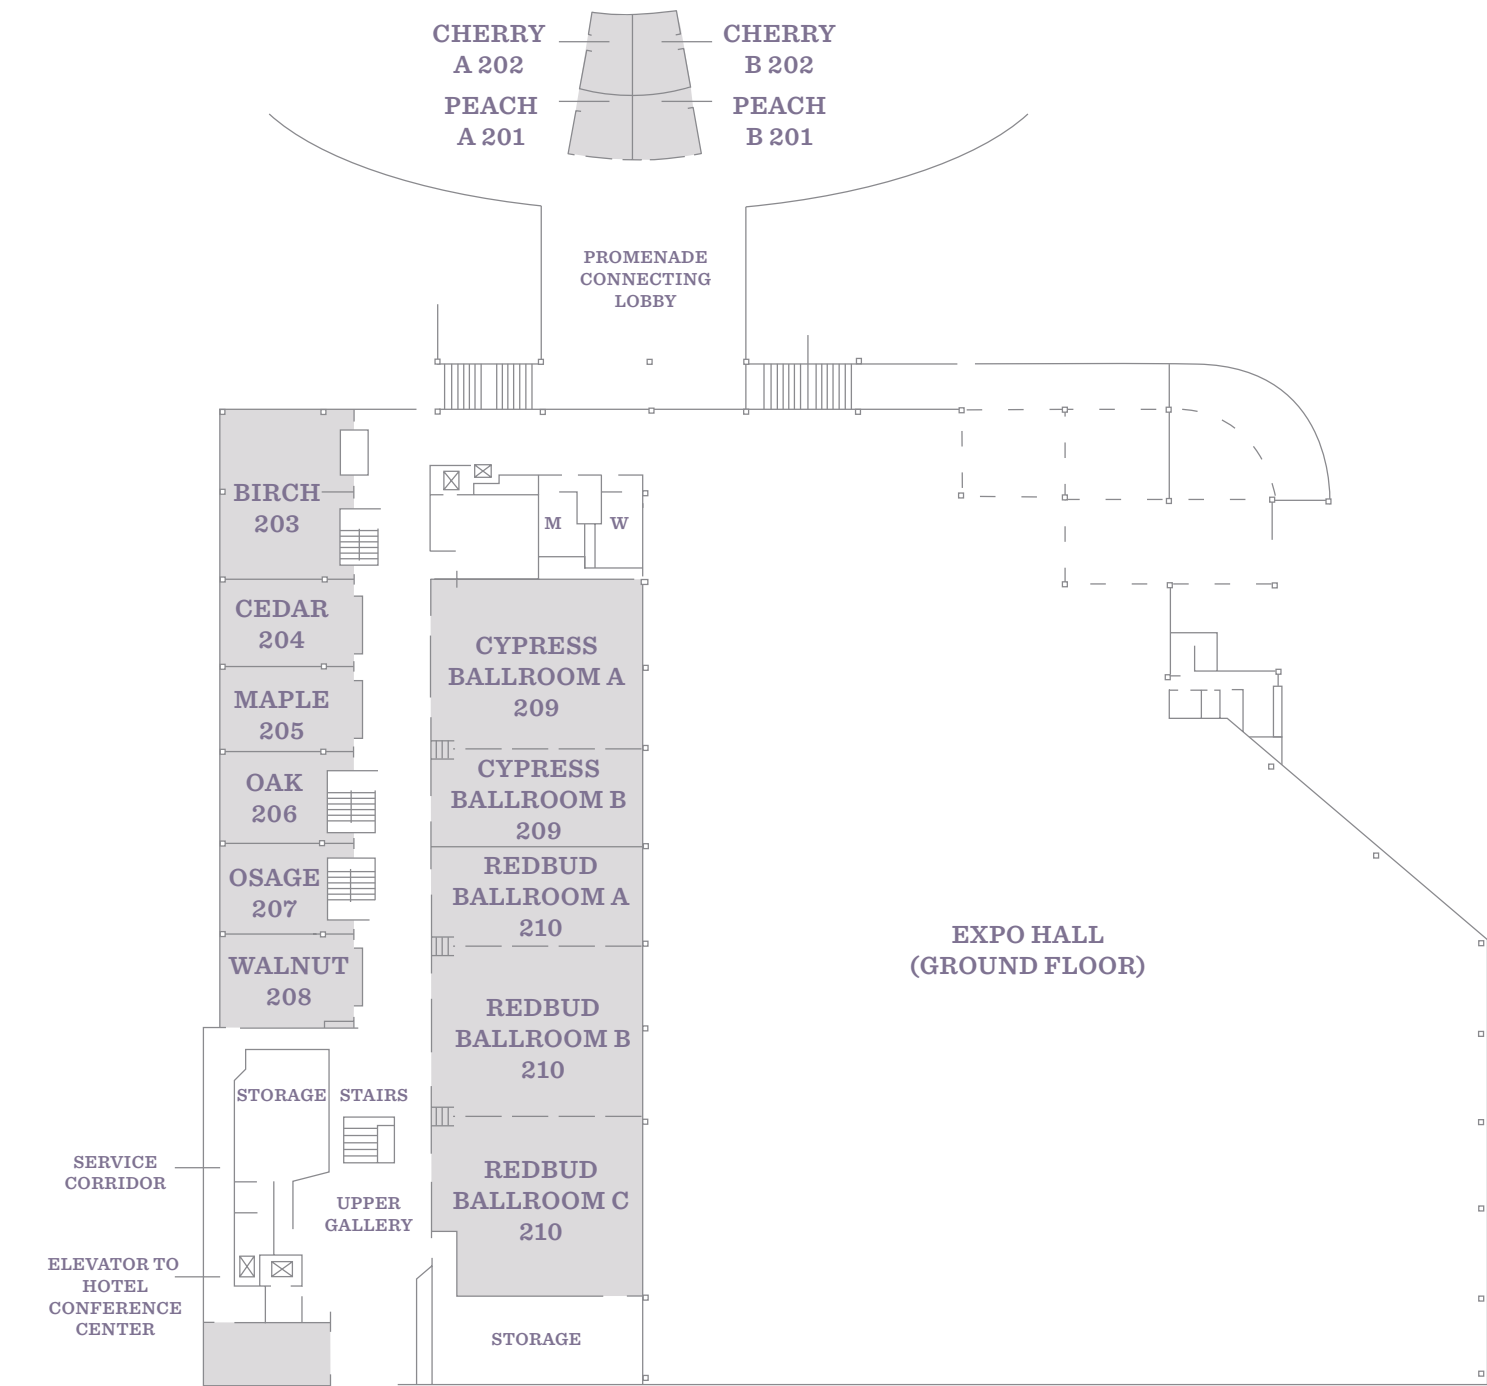 CHERRY
A 202
CHERRY
B 202
PEACH
A 201
PEACH
B 201
PROMENADE
CONNECTING
LOBBY
BIRCH
203
M
W
CEDAR
204
MAPLE
205
OAK
206
OSAGE
207
WALNUT
208
CYPRESS
BALLROOM A
209
CYPRESS
BALLROOM B
209
REDBUD
BALLROOM A
210
REDBUD
BALLROOM B
210
REDBUD
BALLROOM C
210
EXPO HALL
(GROUND FLOOR)
STORAGE
STAIRS
SERVICE
CORRIDOR
UPPER
GALLERY
ELEVATOR TO
HOTEL
CONFERENCE
CENTER
STORAGE